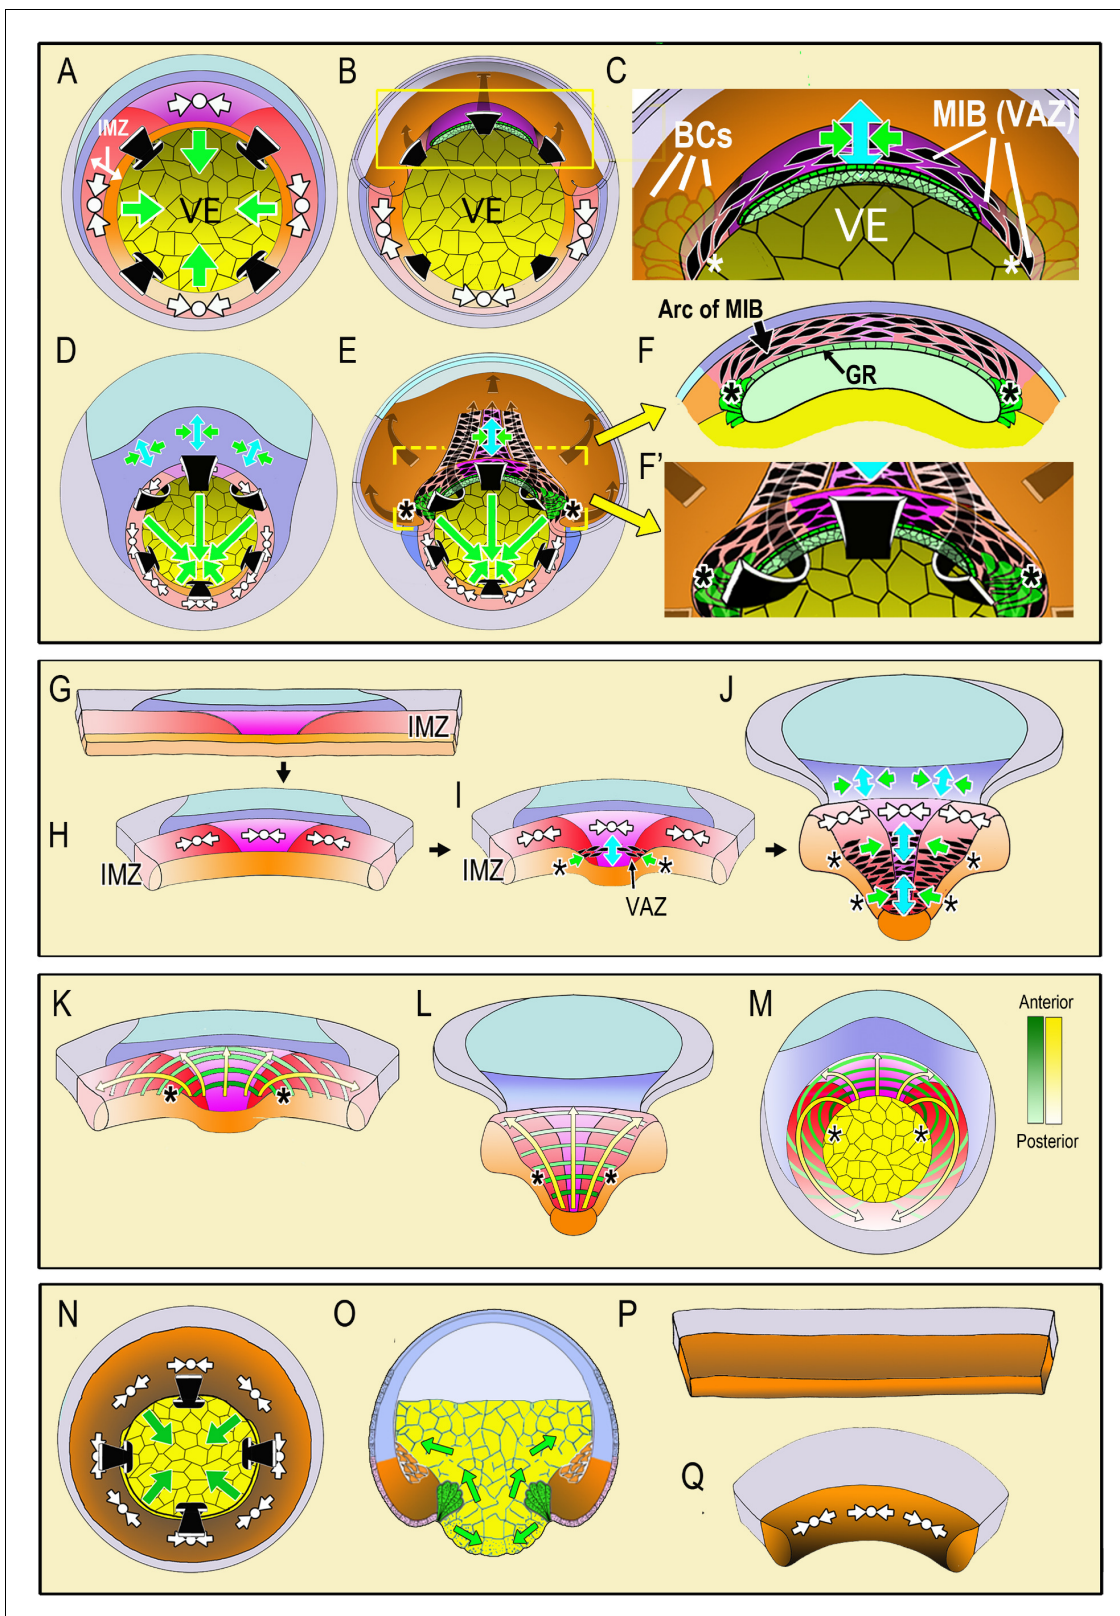 A
B
C
IMZ
VE
VE
BCs
MIB (VAZ)
VE
*
*
D
E
F
Arc of MIB
GR
*
*
*
*
F’
*
*
G
IMZ
H
IMZ
I
IMZ
VAZ
*
*
J
*
*
*
*
K
*
*
L
*
*
M
*
*
Anterior
Posterior
N
O
P
Q